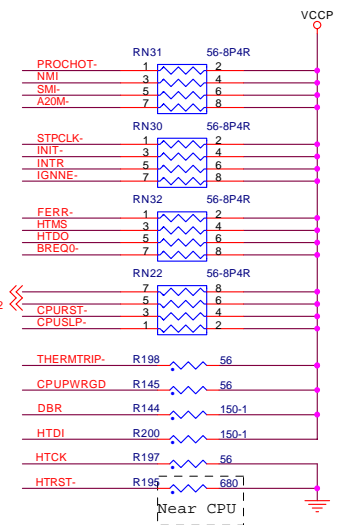 VCCP
RN31 56-8P4R
PROCHOT- 1 2
NMI 3 4
SMI- 5 6
A20M- 7 8
RN30 56-8P4R
STPCLK- 1 2
INIT- 3 4
INTR 5 6
IGNNE- 7 8
RN32 56-8P4R
FERR- 1 2
HTMS 3 4
HTDO 5 6
BREQ0- 7 8
RN22 56-8P4R
7 8
2 5 6
CPURST- 3 4
CPUSLP- 1 2
THERMTRIP- R198 56
CPUPWRGD R145 56
DBR R144 150-1
HTDI R200 150-1
HTCK R197 56
HTRST- R195 680
Near CPU